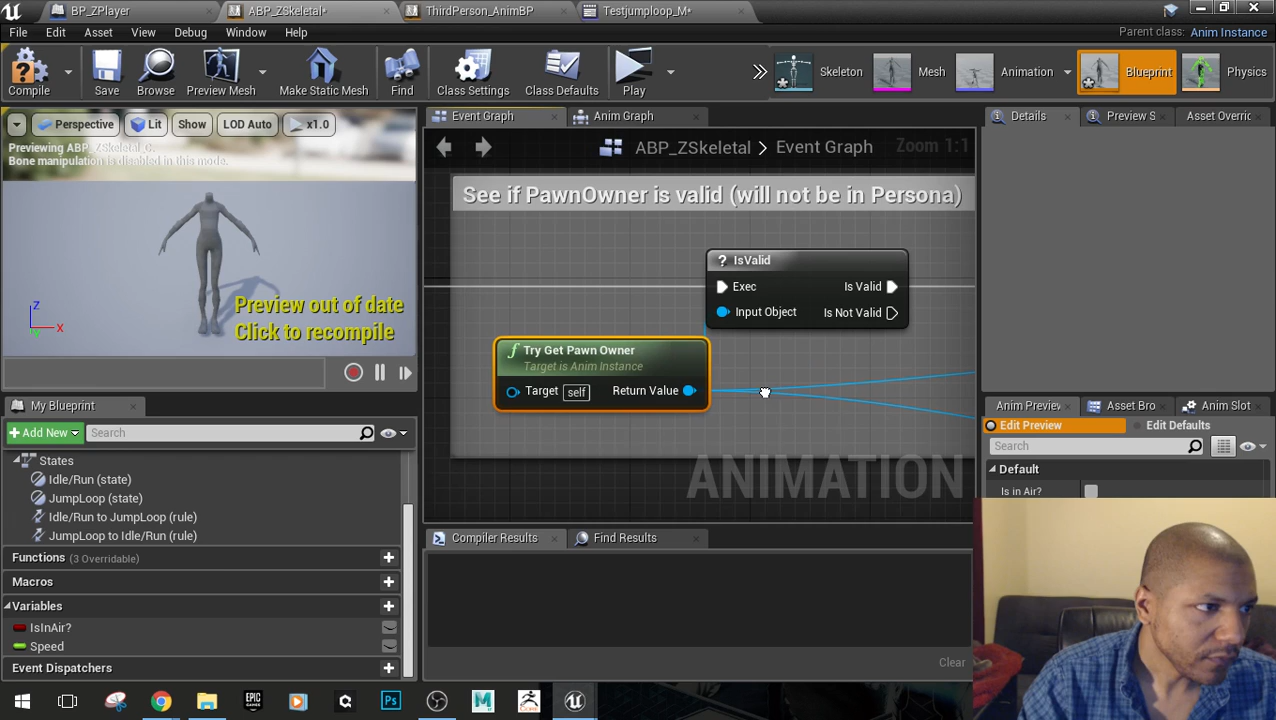 BP_ZPlayer
ABP_ZSkeletal*
ThirdPerson_AnimBP
Testjumploop_M*
File Edit Asset View Debug Window Help
Parent class: Anim Instance
Compile
Save
Browse
Preview Mesh
Make Static Mesh
Find
Class Settings
Class Defaults
Play
Skeleton
Mesh
Animation
Blueprint
Physics
Perspective
Lit
Show
LOD Auto
x1.0
Previewing ABP_ZSkeletal_C.
Bone manipulation is disabled in this mode.
Z
X
Preview out of date
Click to recompile
Event Graph
Anim Graph
ABP_ZSkeletal > Event Graph
Zoom 1:1
See if PawnOwner is valid (will not be in Persona)
? IsValid
Exec
Is Valid
Input Object
Is Not Valid
f Try Get Pawn Owner
Target is Anim Instance
Target self
Return Value
ANIMATION
Details
Preview S
Asset Overric
My Blueprint
+Add New
Search
States
Idle/Run (state)
JumpLoop (state)
Idle/Run to JumpLoop (rule)
JumpLoop to Idle/Run (rule)
Functions (3 Overridable)
Macros
Variables
IsInAir?
Speed
Event Dispatchers
Compiler Results
Find Results
Clear
Anim Preview
Asset Bro
Anim Slot
Edit Preview
Edit Defaults
Search
Default
Is in Air?
EPIC
GAMES
Ps
M